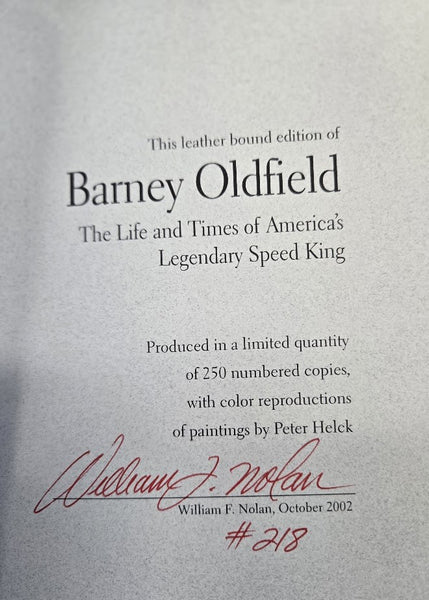 This leather bound edition of
Barney Oldfield
The Life and Times of America's
Legendary Speed King
Produced in a limited quantity
of 250 numbered copies,
with color reproductions
of paintings by Peter Helck
William F. Nolan
William F. Nolan, October 2002
#218